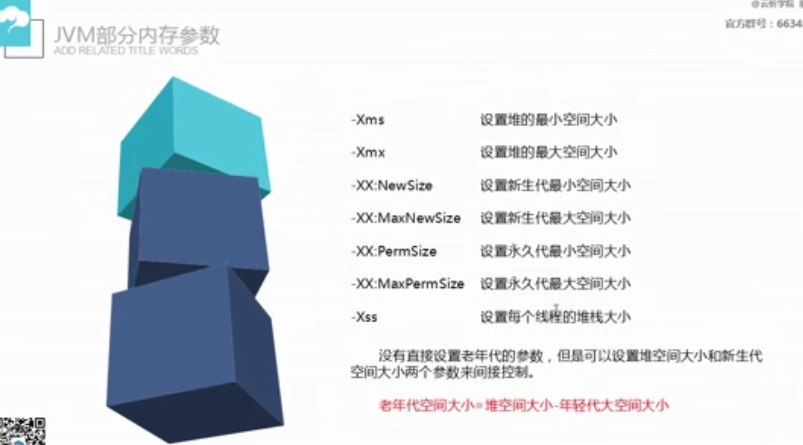 @云析学院
官方群号：6634
JVM部分内存参数
ADD RELATED TITLE WORDS
-Xms 设置堆的最小空间大小
-Xmx 设置堆的最大空间大小
-XX:NewSize 设置新生代最小空间大小
-XX:MaxNewSize 设置新生代最大空间大小
-XX:PermSize 设置永久代最小空间大小
-XX:MaxPermSize 设置永久代最大空间大小
-Xss 设置每个线程的堆栈大小
没有直接设置老年代的参数，但是可以设置堆空间大小和新生代
空间大小两个参数来间接控制。
老年代空间大小=堆空间大小-年轻代大空间大小